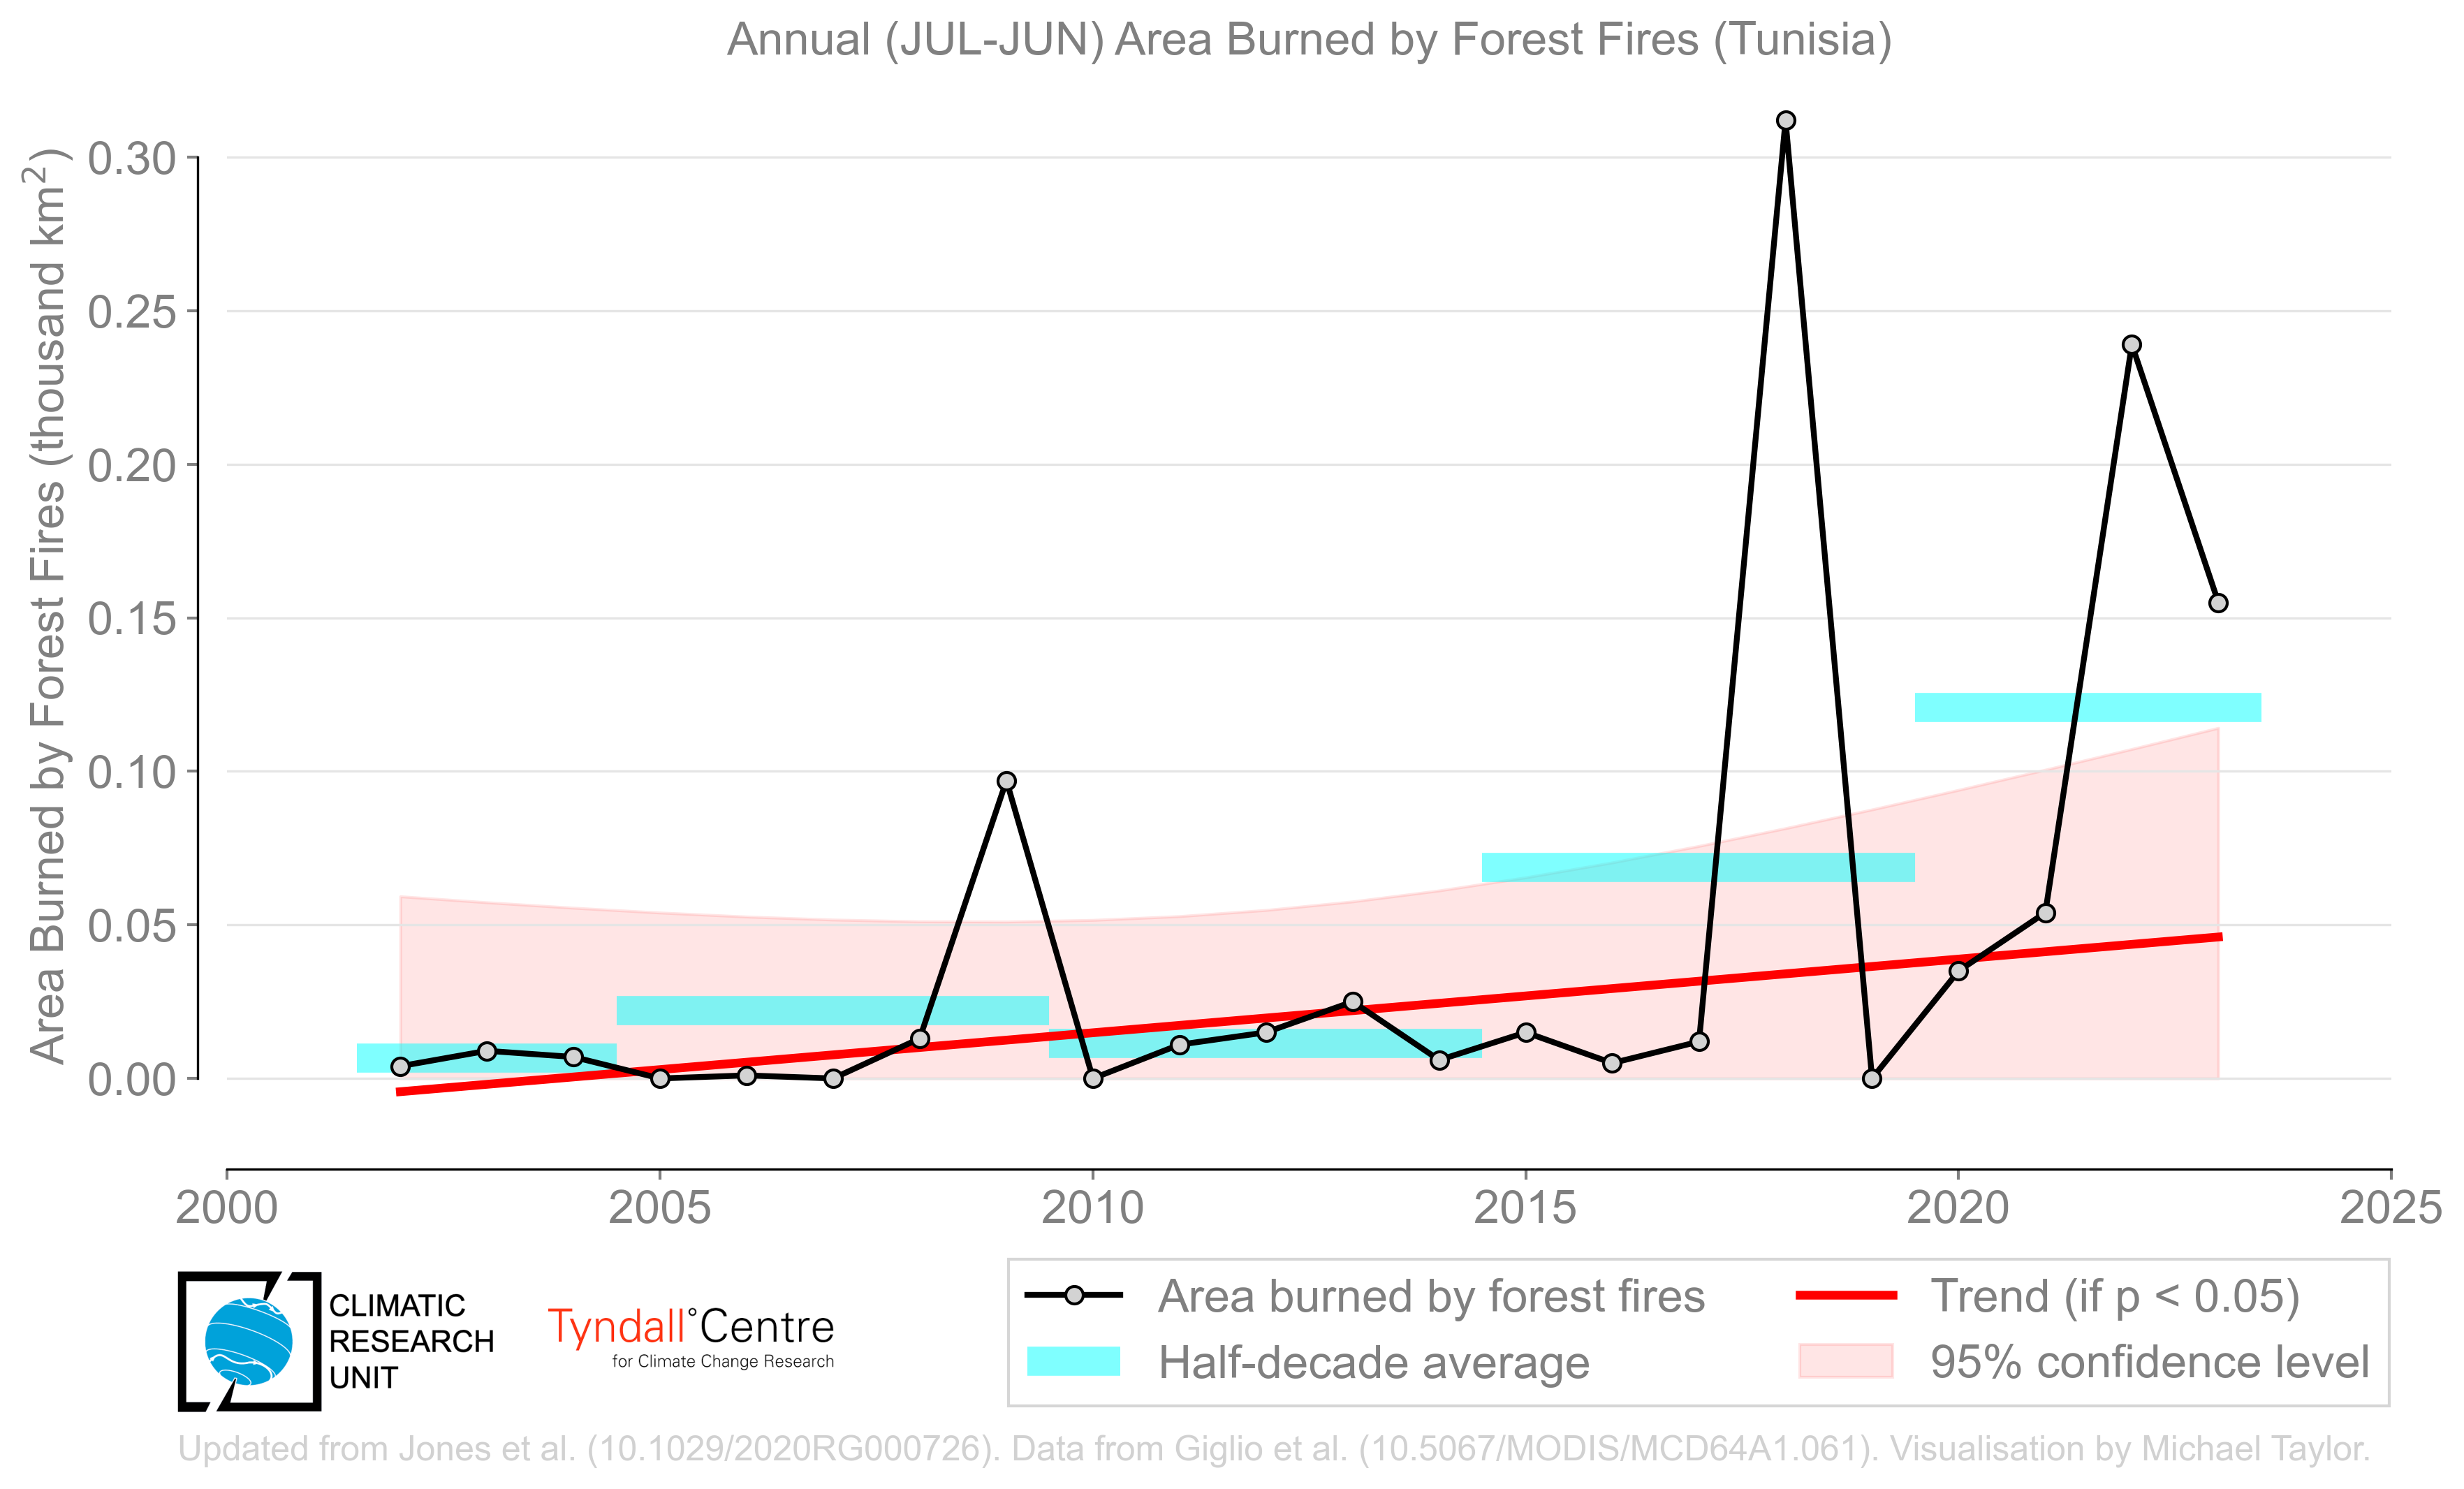 Annual (JUL-JUN) Area Burned by Forest Fires (Tunisia)
Area Burned by Forest Fires (thousand km²)
0.30
0.25
0.20
0.15
0.10
0.05
0.00
2000 2005 2010 2015 2020 2025
CLIMATIC
RESEARCH
UNIT
Tyndall°Centre
for Climate Change Research
Area burned by forest fires
Half-decade average
Trend (if p < 0.05)
95% confidence level
Updated from Jones et al. (10.1029/2020RG000726). Data from Giglio et al. (10.5067/MODIS/MCD64A1.061). Visualisation by Michael Taylor.